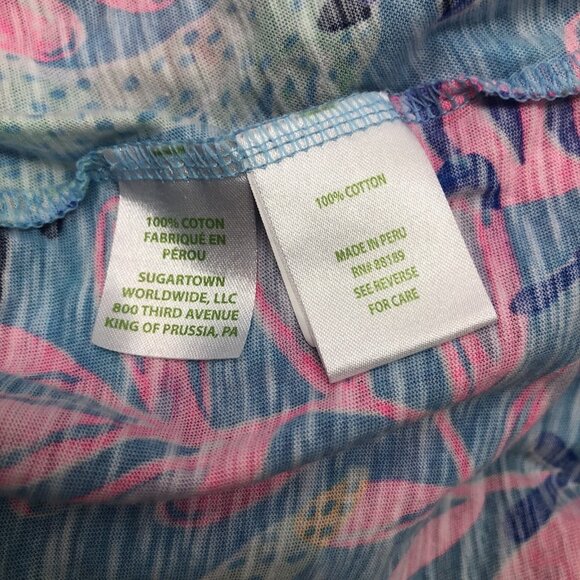 100% COTON
FABRIQUÉ EN
PÉROU
SUGARTOWN
WORLDWIDE, LLC
800 THIRD AVENUE
KING OF PRUSSIA, PA
100% COTTON
MADE IN PERU
RN# 88189
SEE REVERSE
FOR CARE